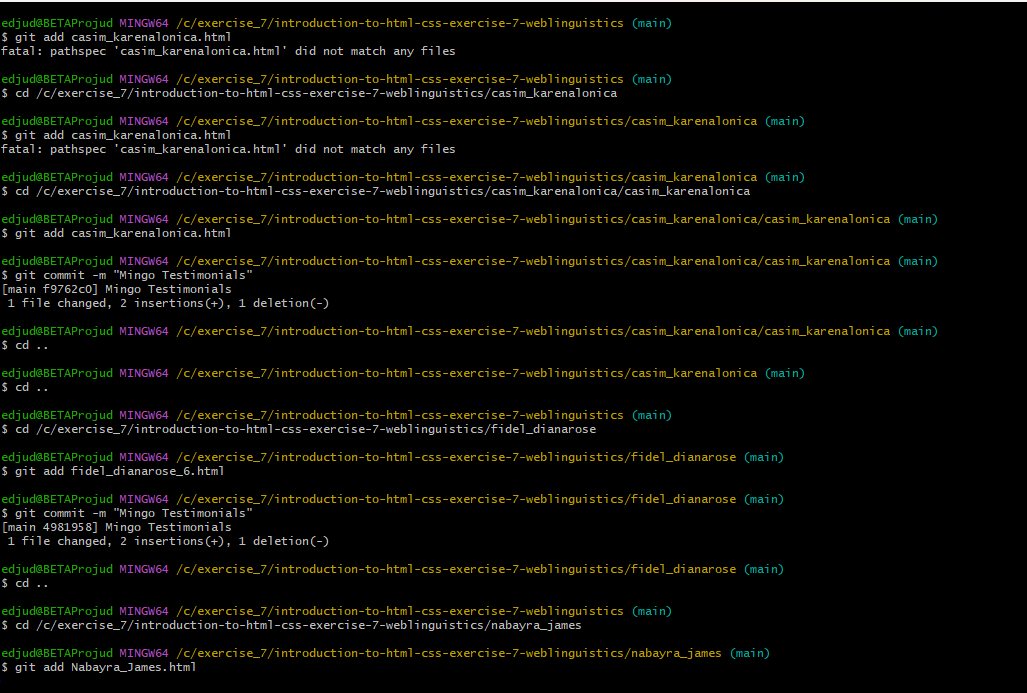 edjud@BETAProjud MINGW64 /c/exercise_7/introduction-to-html-css-exercise-7-weblinguistics (main)
$ git add casim_karenalonica.html
fatal: pathspec 'casim_karenalonica.html' did not match any files
edjud@BETAProjud MINGW64 /c/exercise_7/introduction-to-html-css-exercise-7-weblinguistics (main)
$ cd /c/exercise_7/introduction-to-html-css-exercise-7-weblinguistics/casim_karenalonica
edjud@BETAProjud MINGW64 /c/exercise_7/introduction-to-html-css-exercise-7-weblinguistics/casim_karenalonica (main)
$ git add casim_karenalonica.html
fatal: pathspec 'casim_karenalonica.html' did not match any files
edjud@BETAProjud MINGW64 /c/exercise_7/introduction-to-html-css-exercise-7-weblinguistics/casim_karenalonica (main)
$ cd /c/exercise_7/introduction-to-html-css-exercise-7-weblinguistics/casim_karenalonica/casim_karenalonica
edjud@BETAProjud MINGW64 /c/exercise_7/introduction-to-html-css-exercise-7-weblinguistics/casim_karenalonica/casim_karenalonica (main)
$ git add casim_karenalonica.html
edjud@BETAProjud MINGW64 /c/exercise_7/introduction-to-html-css-exercise-7-weblinguistics/casim_karenalonica/casim_karenalonica (main)
$ git commit -m "Mingo Testimonials"
[main f9762c0] Mingo Testimonials
1 file changed, 2 insertions(+), 1 deletion(-)
edjud@BETAProjud MINGW64 /c/exercise_7/introduction-to-html-css-exercise-7-weblinguistics/casim_karenalonica/casim_karenalonica (main)
$ cd ..
edjud@BETAProjud MINGW64 /c/exercise_7/introduction-to-html-css-exercise-7-weblinguistics/casim_karenalonica (main)
$ cd ..
edjud@BETAProjud MINGW64 /c/exercise_7/introduction-to-html-css-exercise-7-weblinguistics (main)
$ cd /c/exercise_7/introduction-to-html-css-exercise-7-weblinguistics/fidel_dianarose
edjud@BETAProjud MINGW64 /c/exercise_7/introduction-to-html-css-exercise-7-weblinguistics/fidel_dianarose (main)
$ git add fidel_dianarose_6.html
edjud@BETAProjud MINGW64 /c/exercise_7/introduction-to-html-css-exercise-7-weblinguistics/fidel_dianarose (main)
$ git commit -m "Mingo Testimonials"
[main 4981958] Mingo Testimonials
1 file changed, 2 insertions(+), 1 deletion(-)
edjud@BETAProjud MINGW64 /c/exercise_7/introduction-to-html-css-exercise-7-weblinguistics/fidel_dianarose (main)
$ cd ..
edjud@BETAProjud MINGW64 /c/exercise_7/introduction-to-html-css-exercise-7-weblinguistics (main)
$ cd /c/exercise_7/introduction-to-html-css-exercise-7-weblinguistics/nabayra_james
edjud@BETAProjud MINGW64 /c/exercise_7/introduction-to-html-css-exercise-7-weblinguistics/nabayra_james (main)
$ git add Nabayra_James.html